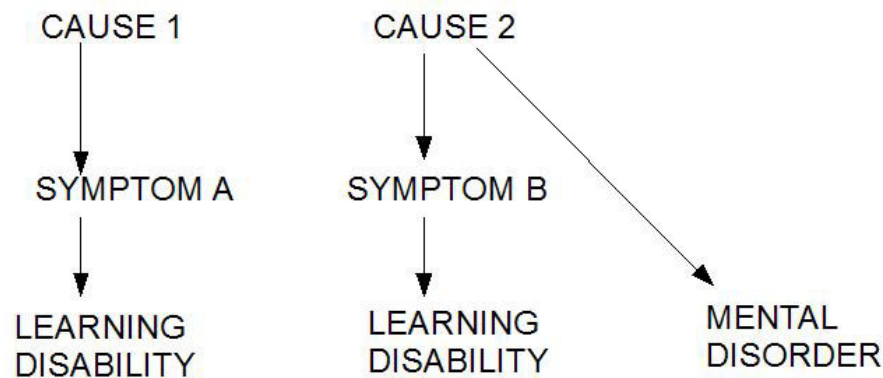 CAUSE 1
CAUSE 2
SYMPTOM A
SYMPTOM B
LEARNING
DISABILITY
LEARNING
DISABILITY
MENTAL
DISORDER